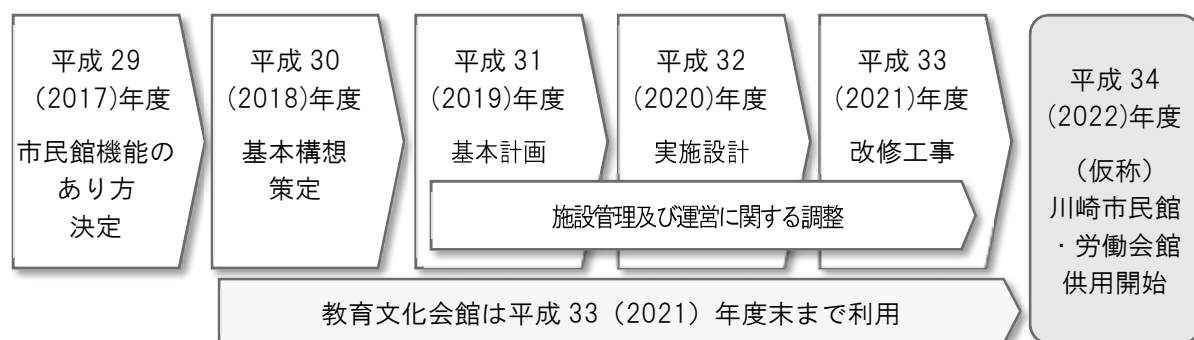 平成 29
(2017)年度
市民館機能の
あり方
決定
平成 30
(2018)年度
基本構想
策定
平成 31
(2019)年度
基本計画
平成 32
(2020)年度
実施設計
平成 33
(2021)年度
改修工事
施設管理及び運営に関する調整
教育文化会館は平成 33（2021）年度末まで利用
平成 34
(2022)年度
（仮称）
川崎市民館
・労働会館
供用開始